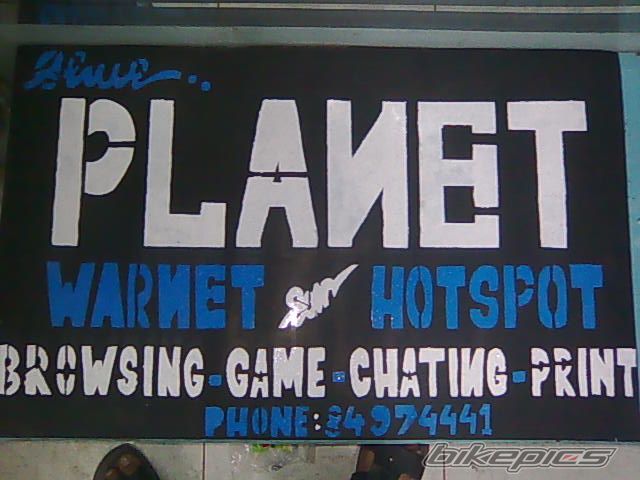 PLANET
WARNET HOTSPOT
BROWSING-GAME-CHATING-PRINT
PHONE:84974441
bikepics